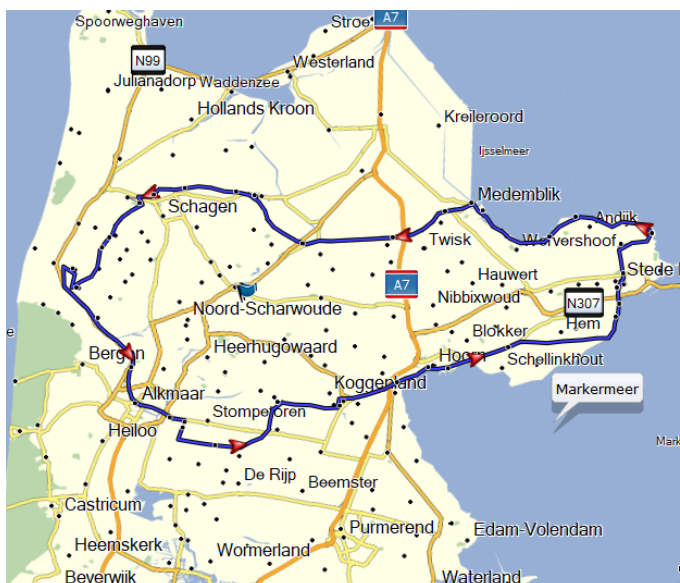 Spoorweghaven
Stroe
A7
N99
Westerland
Julianadorp
Waddenzee
Hollands Kroon
Kreileroord
Ijsselmeer
Schagen
Medemblik
Andijk
Twisk
Wervershoof
Stede
Hauwert
A7
Nibbixwoud
N307
Noord-Scharwoude
Blokker
Hem
Bergen
Heerhugowaard
Hoorn
Schellinkhout
Koggenland
Markermeer
Alkmaar
Stompetoren
Heiloo
Mark
De Rijp
Beemster
Castricum
Purmerend
Edam-Volendam
Heemskerk
Wormerland
Beverwijk
Waterland